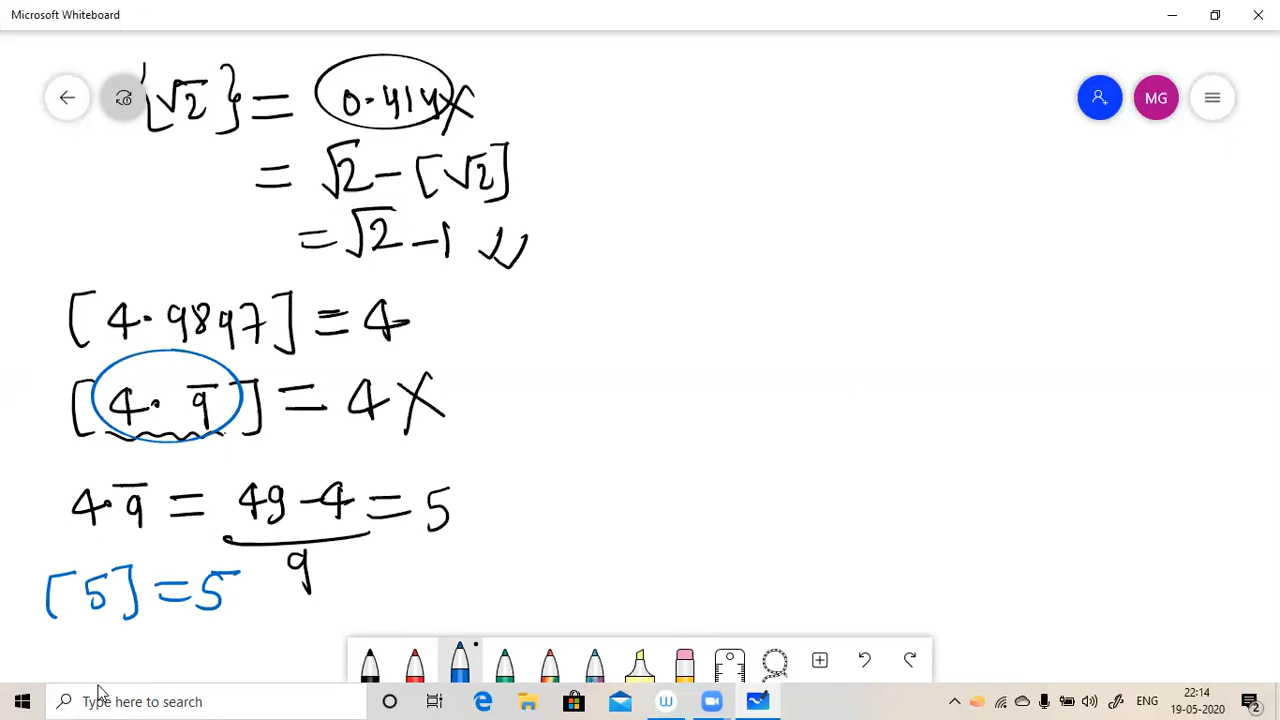 Microsoft Whiteboard
MG
{√2} = 0.414 X
= √2 - [√2]
= √2 - 1
[4.9897] = 4
[4.9̅] = 4 X
4.9̅ = 49 - 4 = 5
9
[5] = 5
Type here to search
ENG
22:14
19-05-2020
2